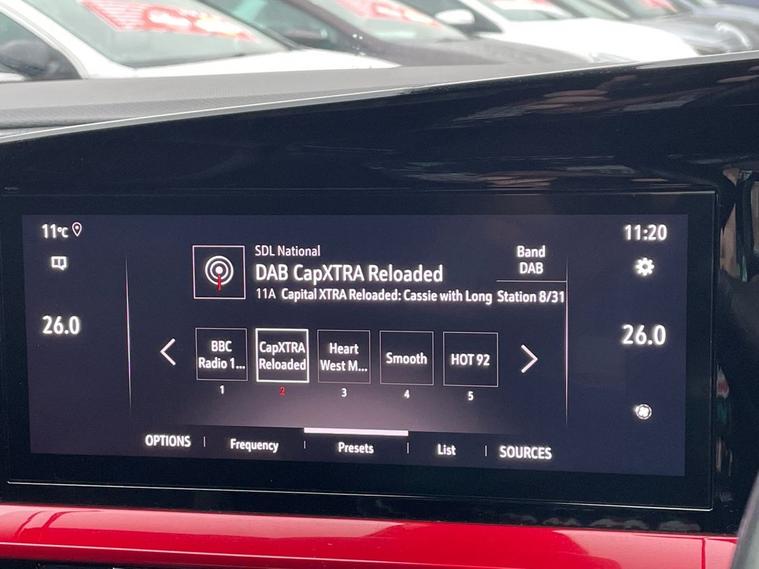 11°C
11:20
SDL National
Band
DAB CapXTRA Reloaded
DAB
11A Capital XTRA Reloaded: Cassie with Long
Station 8/31
26.0
26.0
BBC
Radio 1...
CapXTRA
Reloaded
Heart
West M...
Smooth
HOT 92
1
2
3
4
5
OPTIONS
Frequency
Presets
List
SOURCES